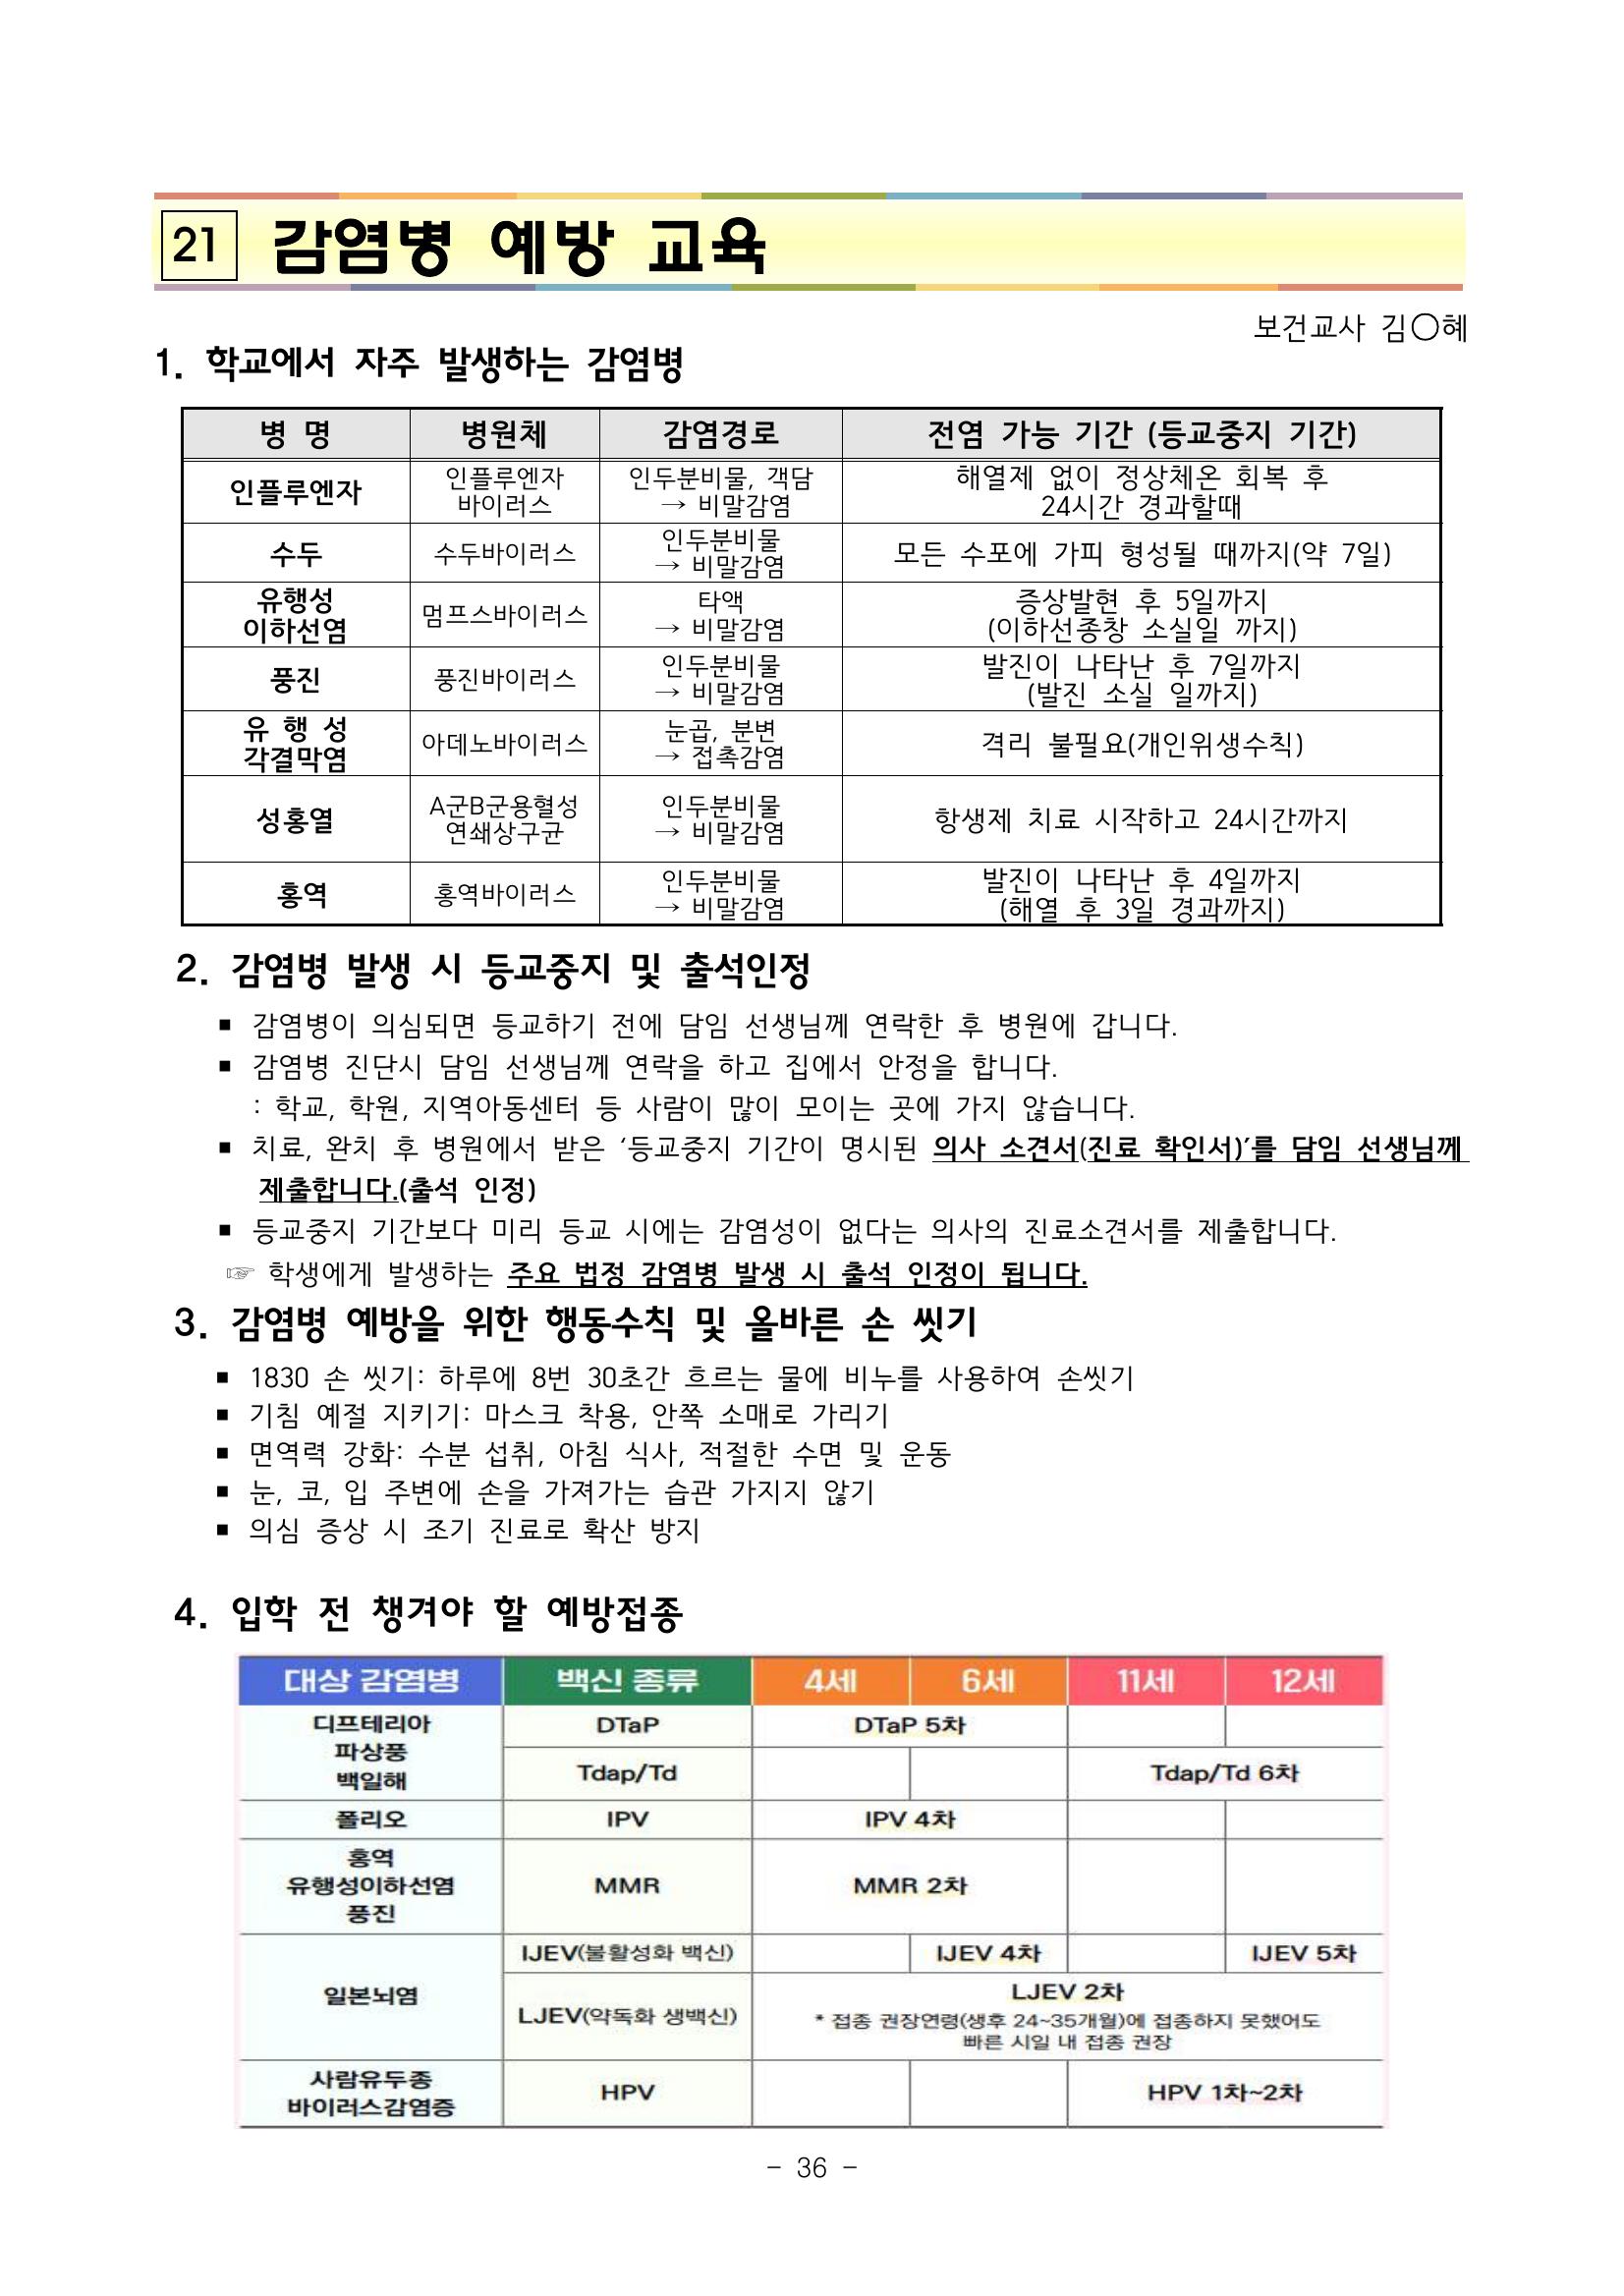 21 감염병 예방 교육
보건교사 김○혜
1. 학교에서 자주 발생하는 감염병
병 명 병원체 감염경로 전염 가능 기간 (등교중지 기간)
인플루엔자 인플루엔자 바이러스 인두분비물, 객담 → 비말감염 해열제 없이 정상체온 회복 후 24시간 경과할때
수두 수두바이러스 인두분비물 → 비말감염 모든 수포에 가피 형성될 때까지(약 7일)
유행성 이하선염 멈프스바이러스 타액 → 비말감염 증상발현 후 5일까지 (이하선종창 소실일 까지)
풍진 풍진바이러스 인두분비물 → 비말감염 발진이 나타난 후 7일까지 (발진 소실 일까지)
유 행 성 각결막염 아데노바이러스 눈곱, 분변 → 접촉감염 격리 불필요(개인위생수칙)
성홍열 A군B군용혈성 연쇄상구균 인두분비물 → 비말감염 항생제 치료 시작하고 24시간까지
홍역 홍역바이러스 인두분비물 → 비말감염 발진이 나타난 후 4일까지 (해열 후 3일 경과까지)
2. 감염병 발생 시 등교중지 및 출석인정
▪ 감염병이 의심되면 등교하기 전에 담임 선생님께 연락한 후 병원에 갑니다.
▪ 감염병 진단시 담임 선생님께 연락을 하고 집에서 안정을 합니다.
: 학교, 학원, 지역아동센터 등 사람이 많이 모이는 곳에 가지 않습니다.
▪ 치료, 완치 후 병원에서 받은 ‘등교중지 기간이 명시된 의사 소견서(진료 확인서)’를 담임 선생님께
제출합니다.(출석 인정)
▪ 등교중지 기간보다 미리 등교 시에는 감염성이 없다는 의사의 진료소견서를 제출합니다.
☞ 학생에게 발생하는 주요 법정 감염병 발생 시 출석 인정이 됩니다.
3. 감염병 예방을 위한 행동수칙 및 올바른 손 씻기
▪ 1830 손 씻기: 하루에 8번 30초간 흐르는 물에 비누를 사용하여 손씻기
▪ 기침 예절 지키기: 마스크 착용, 안쪽 소매로 가리기
▪ 면역력 강화: 수분 섭취, 아침 식사, 적절한 수면 및 운동
▪ 눈, 코, 입 주변에 손을 가져가는 습관 가지지 않기
▪ 의심 증상 시 조기 진료로 확산 방지
4. 입학 전 챙겨야 할 예방접종
대상 감염병 백신 종류 4세 6세 11세 12세
디프테리아 파상풍 백일해 DTaP DTaP 5차
Tdap/Td Tdap/Td 6차
폴리오 IPV IPV 4차
홍역 유행성이하선염 풍진 MMR MMR 2차
일본뇌염 IJEV(불활성화 백신) IJEV 4차 IJEV 5차
LJEV(약독화 생백신) LJEV 2차
* 접종 권장연령(생후 24~35개월)에 접종하지 못했어도
빠른 시일 내 접종 권장
사람유두종 바이러스감염증 HPV HPV 1차~2차
- 36 -